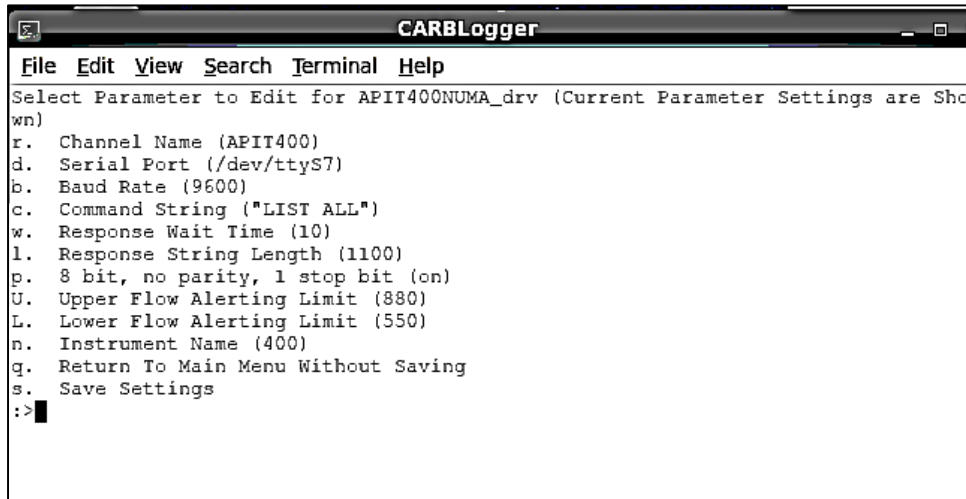 CARBLogger
File Edit View Search Terminal Help
Select Parameter to Edit for APIT400NUMA_drv (Current Parameter Settings are Sho
wn)
r. Channel Name (APIT400)
d. Serial Port (/dev/ttyS7)
b. Baud Rate (9600)
c. Command String ("LIST ALL")
w. Response Wait Time (10)
l. Response String Length (1100)
p. 8 bit, no parity, 1 stop bit (on)
U. Upper Flow Alerting Limit (880)
L. Lower Flow Alerting Limit (550)
n. Instrument Name (400)
q. Return To Main Menu Without Saving
s. Save Settings
:>